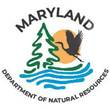 MARYLAND
DEPARTMENT OF NATURAL RESOURCES